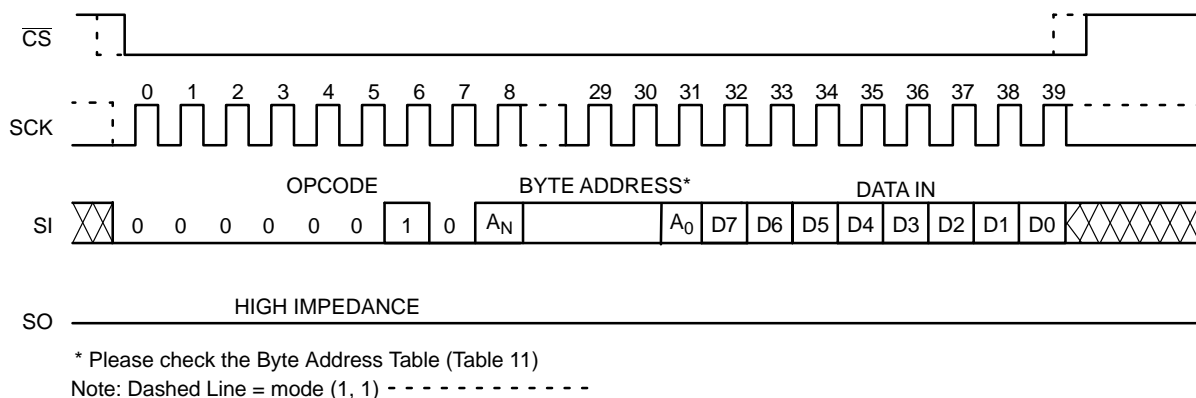 CS
0 1 2 3 4 5 6 7 8 29 30 31 32 33 34 35 36 37 38 39
SCK
OPCODE BYTE ADDRESS* DATA IN
SI 0 0 0 0 0 0 1 0 AN A0 D7 D6 D5 D4 D3 D2 D1 D0
HIGH IMPEDANCE
SO
* Please check the Byte Address Table (Table 11)
Note: Dashed Line = mode (1, 1)